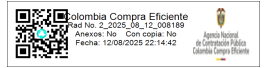 Colombia Compra Eficiente
Rad No. 2_2025_08_12_008189
Anexos: No Con copia: No
Fecha: 12/08/2025 22:14:42
Agencia Nacional
de Contratación Pública
Colombia Compra Eficiente